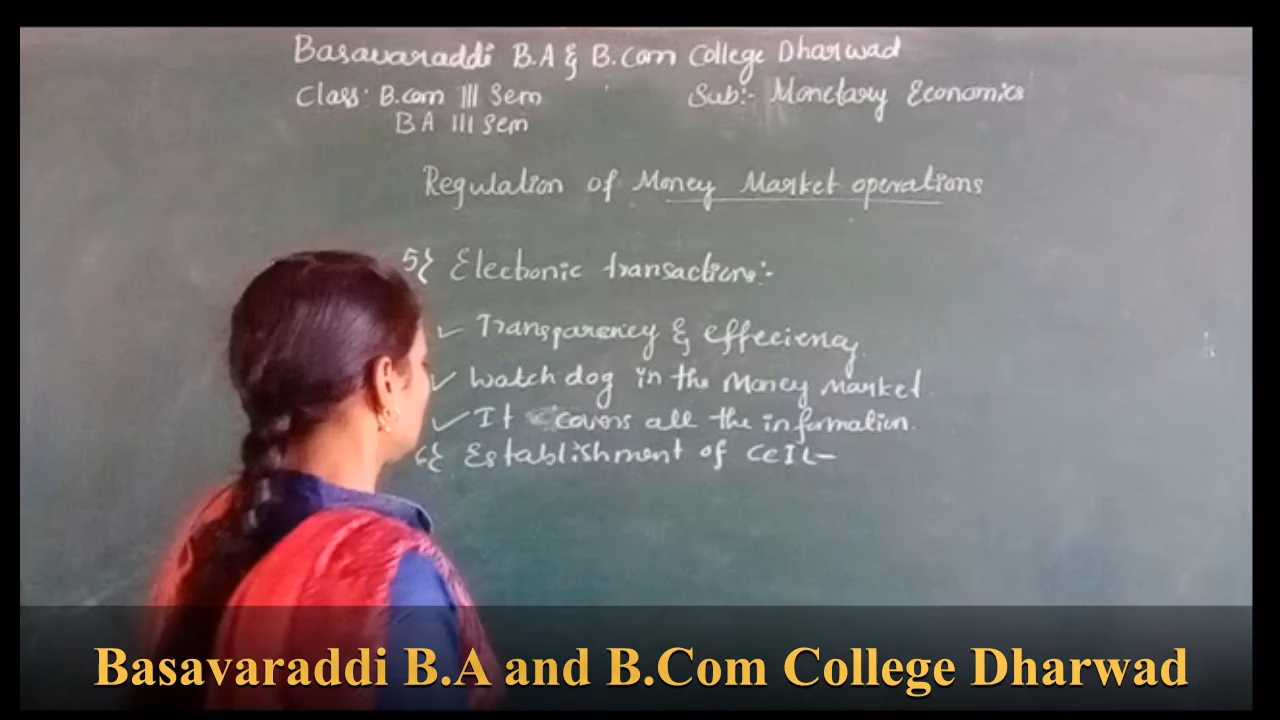 Basavaraddi B.A & B.Com College Dharwad
Class: B.com III Sem Sub:- Monetary Economics
BA III Sem
Regulation of Money Market operations
5} Electronic transactions:-
✓ Transparency & effeciency
✓ Watch dog in the Money Market.
✓ It covers all the information.
6} Establishment of CCIL-
Basavaraddi B.A and B.Com College Dharwad